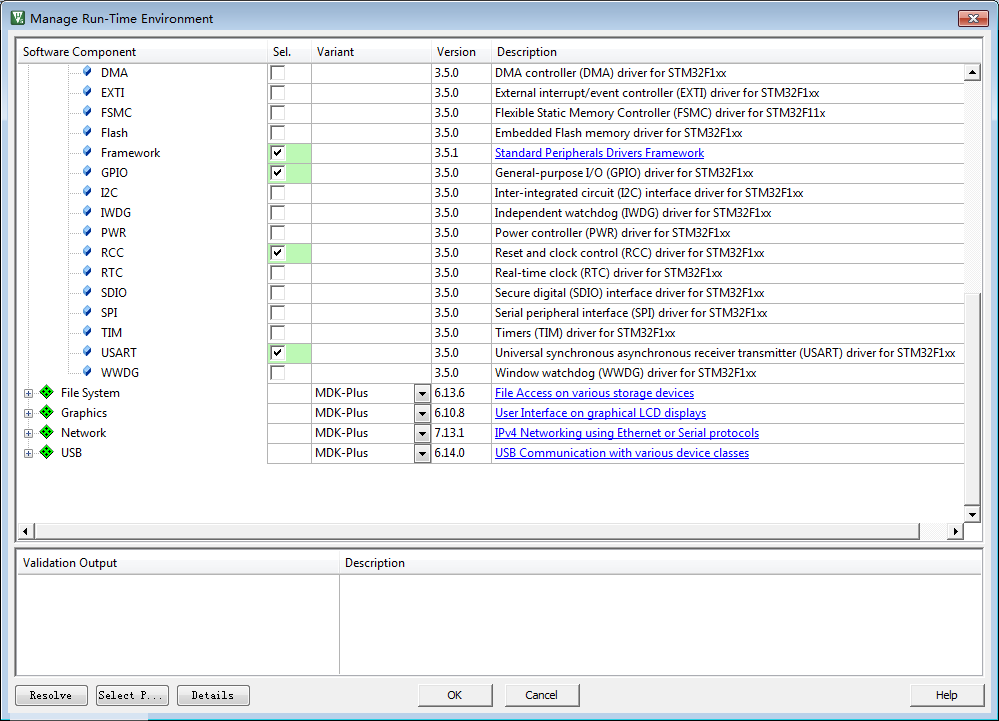 Manage Run-Time Environment
Software Component Sel. Variant Version Description
DMA 3.5.0 DMA controller (DMA) driver for STM32F1xx
EXTI 3.5.0 External interrupt/event controller (EXTI) driver for STM32F1xx
FSMC 3.5.0 Flexible Static Memory Controller (FSMC) driver for STM32F11x
Flash 3.5.0 Embedded Flash memory driver for STM32F1xx
Framework 3.5.1 Standard Peripherals Drivers Framework
GPIO 3.5.0 General-purpose I/O (GPIO) driver for STM32F1xx
I2C 3.5.0 Inter-integrated circuit (I2C) interface driver for STM32F1xx
IWDG 3.5.0 Independent watchdog (IWDG) driver for STM32F1xx
PWR 3.5.0 Power controller (PWR) driver for STM32F1xx
RCC 3.5.0 Reset and clock control (RCC) driver for STM32F1xx
RTC 3.5.0 Real-time clock (RTC) driver for STM32F1xx
SDIO 3.5.0 Secure digital (SDIO) interface driver for STM32F1xx
SPI 3.5.0 Serial peripheral interface (SPI) driver for STM32F1xx
TIM 3.5.0 Timers (TIM) driver for STM32F1xx
USART 3.5.0 Universal synchronous asynchronous receiver transmitter (USART) driver for STM32F1xx
WWDG 3.5.0 Window watchdog (WWDG) driver for STM32F1xx
File System MDK-Plus 6.13.6 File Access on various storage devices
Graphics MDK-Plus 6.10.8 User Interface on graphical LCD displays
Network MDK-Plus 7.13.1 IPv4 Networking using Ethernet or Serial protocols
USB MDK-Plus 6.14.0 USB Communication with various device classes
Validation Output Description
Resolve Select P... Details OK Cancel Help